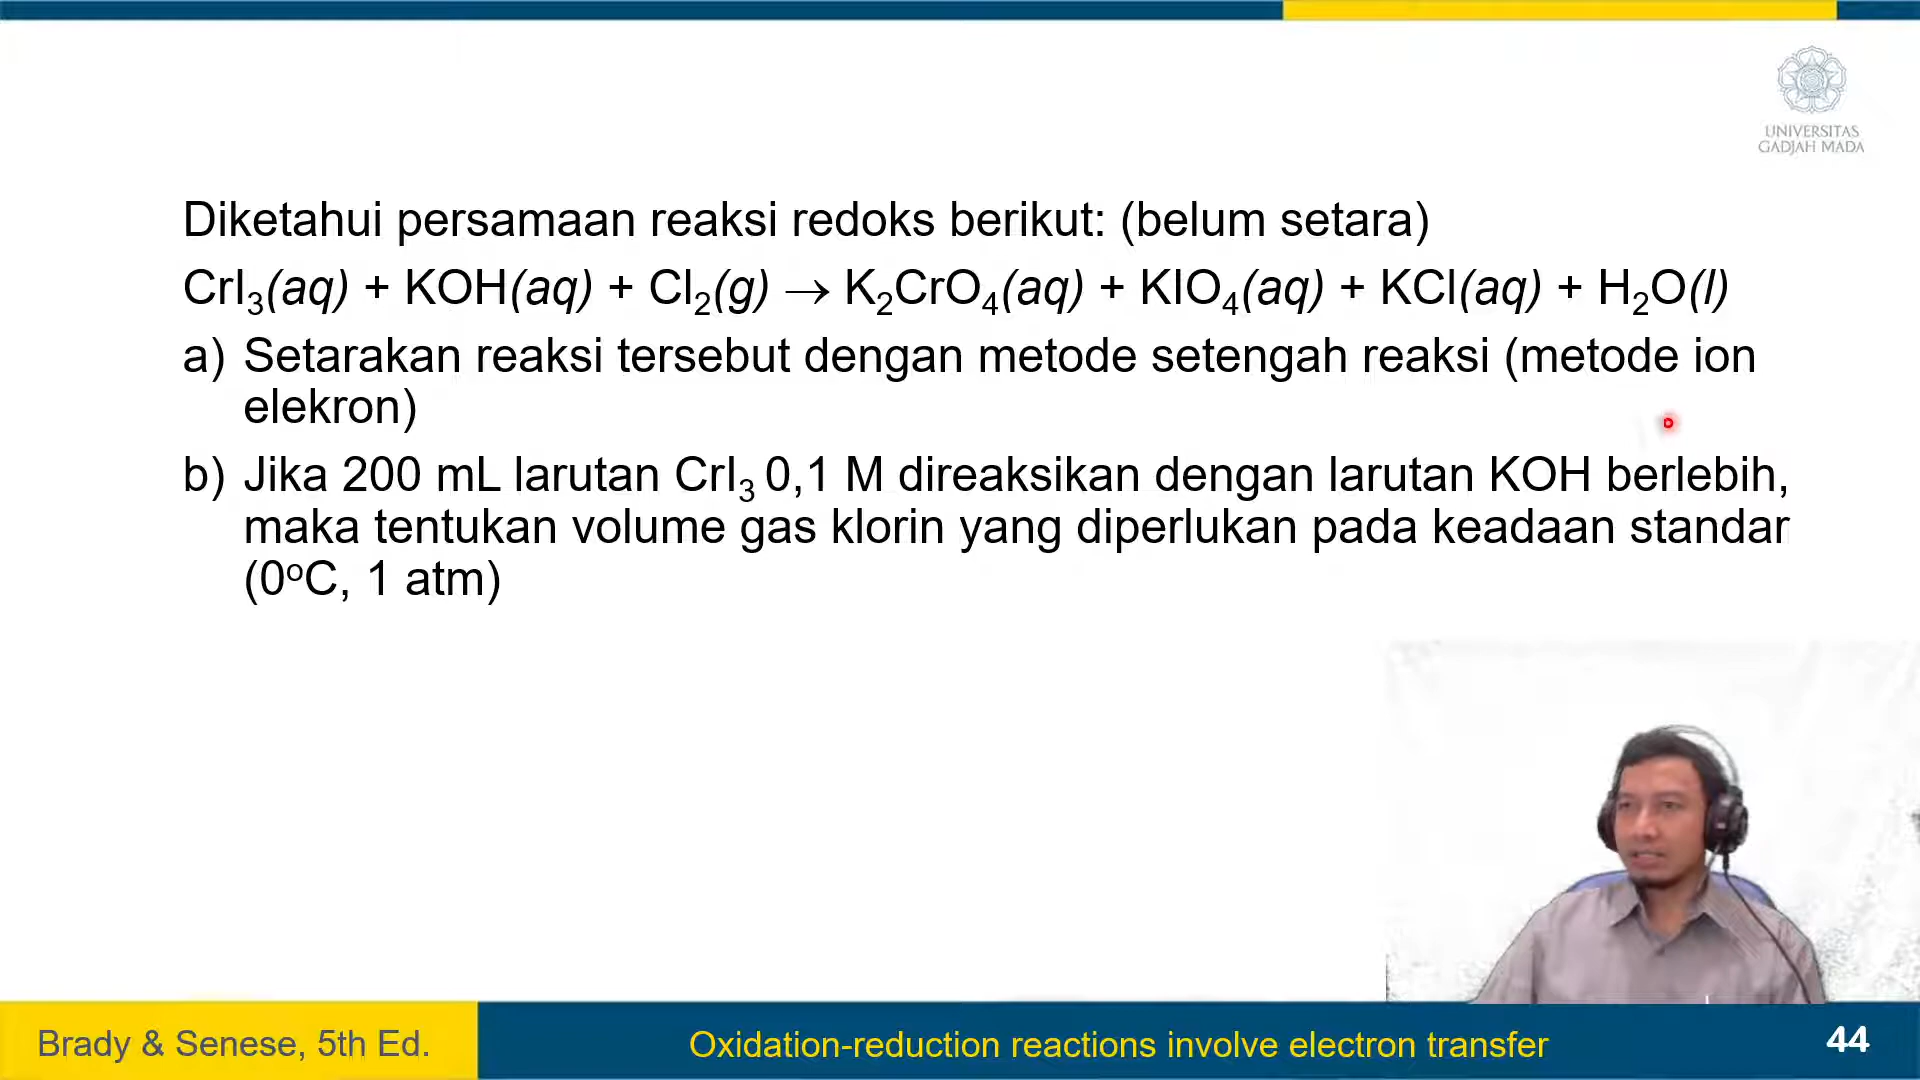 UNIVERSITAS
GADJAH MADA
Diketahui persamaan reaksi redoks berikut: (belum setara)
CrI₃(aq) + KOH(aq) + Cl₂(g) → K₂CrO₄(aq) + KIO₄(aq) + KCl(aq) + H₂O(l)
a) Setarakan reaksi tersebut dengan metode setengah reaksi (metode ion
elekron)
b) Jika 200 mL larutan CrI₃ 0,1 M direaksikan dengan larutan KOH berlebih,
maka tentukan volume gas klorin yang diperlukan pada keadaan standar
(0ᵒC, 1 atm)
Brady & Senese, 5th Ed.
Oxidation-reduction reactions involve electron transfer
44